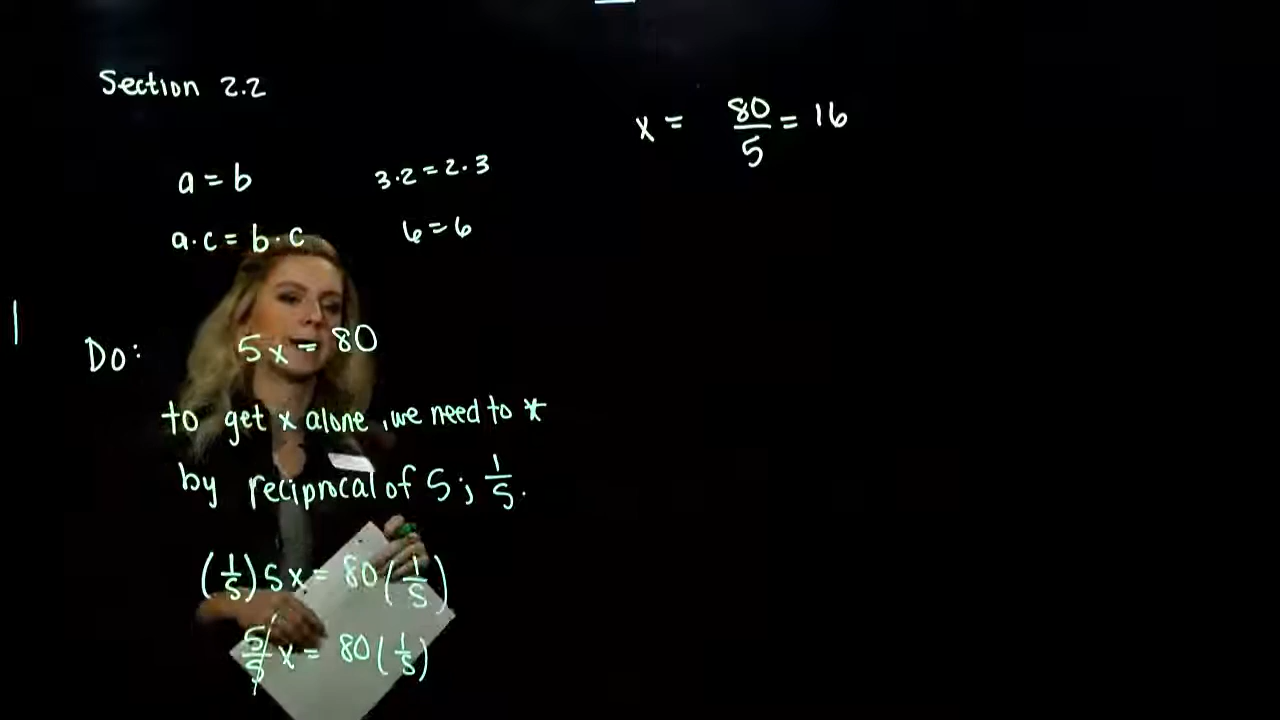 Section 2.2
a = b
a·c = b·c
3·2 = 2·3
6 = 6
Do: 5x = 80
to get x alone, we need to *
by reciprocal of 5; 1/5.
(1/5) 5x = 80 (1/5)
5/5 x = 80 (1/5)
x = 80/5 = 16